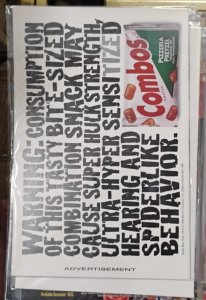 WARNING: CONSUMPTION
OF THIS TASTY BITE-SIZED
COMBINATION SNACK MAY
CAUSE SUPER HULK STRENGTH,
ULTRA-HYPER SENSITIZED
HEARING AND
SPIDERLIKE
BEHAVIOR...
Combos
PIZZERIA
PRETZEL
ADVERTISEMENT